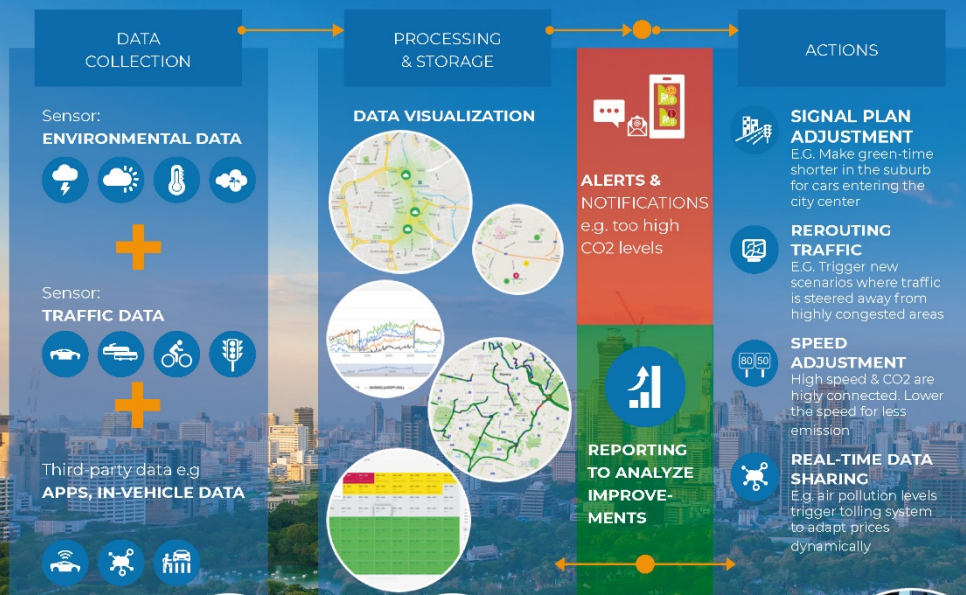 DATA
COLLECTION
PROCESSING
& STORAGE
ACTIONS
Sensor:
ENVIRONMENTAL DATA
Sensor:
TRAFFIC DATA
Third-party data e.g
APPS, IN-VEHICLE DATA
DATA VISUALIZATION
ALERTS &
NOTIFICATIONS
e.g. too high
CO2 levels
REPORTING
TO ANALYZE
IMPROVE-
MENTS
SIGNAL PLAN
ADJUSTMENT
E.G. Make green-time
shorter in the suburb
for cars entering the
city center
REROUTING
TRAFFIC
E.G. Trigger new
scenarios where traffic
is steered away from
highly congested areas
80 50
SPEED
ADJUSTMENT
High speed & CO2 are
higly connected. Lower
the speed for less
emission
REAL-TIME DATA
SHARING
E.g. air pollution levels
trigger tolling system
to adapt prices
dynamically